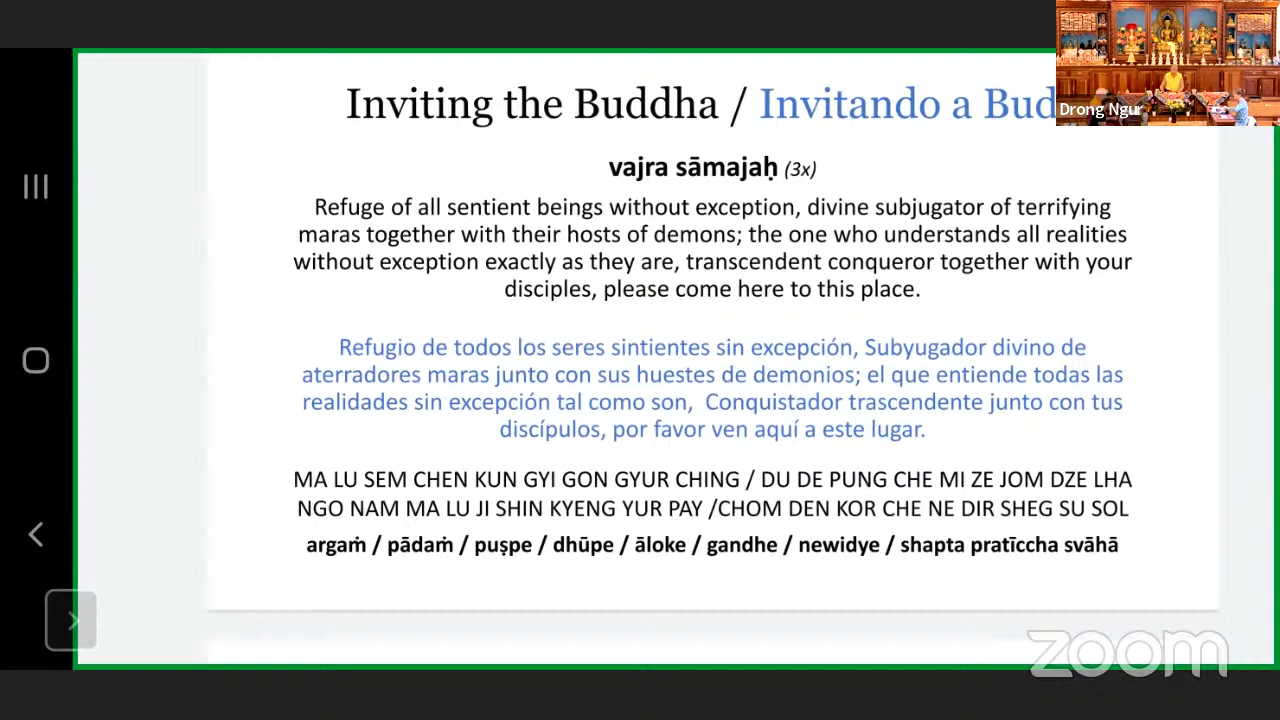 Inviting the Buddha / Invitando a Bud
Drong Ngur
vajra sāmajaḥ (3x)
Refuge of all sentient beings without exception, divine subjugator of terrifying
maras together with their hosts of demons; the one who understands all realities
without exception exactly as they are, transcendent conqueror together with your
disciples, please come here to this place.
Refugio de todos los seres sintientes sin excepción, Subyugador divino de
aterradores maras junto con sus huestes de demonios; el que entiende todas las
realidades sin excepción tal como son, Conquistador trascendente junto con tus
discípulos, por favor ven aquí a este lugar.
MA LU SEM CHEN KUN GYI GON GYUR CHING / DU DE PUNG CHE MI ZE JOM DZE LHA
NGO NAM MA LU JI SHIN KYENG YUR PAY /CHOM DEN KOR CHE NE DIR SHEG SU SOL
argaṁ / pādaṁ / puṣpe / dhūpe / āloke / gandhe / newidye / shapta pratīccha svāhā
zoom